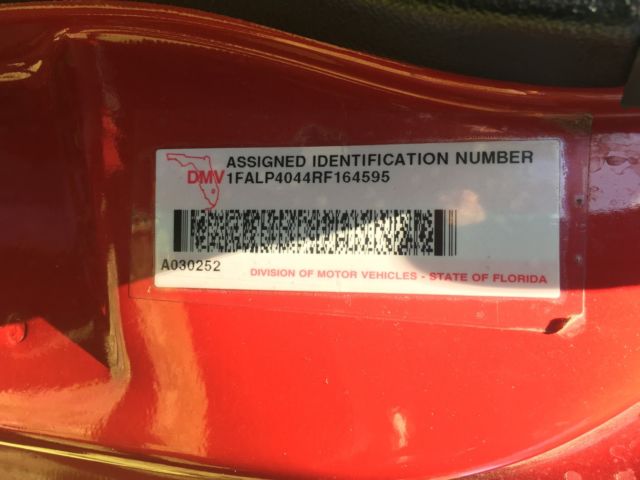 DMV
ASSIGNED IDENTIFICATION NUMBER
1FALP4044RF164595
A030252
DIVISION OF MOTOR VEHICLES - STATE OF FLORIDA